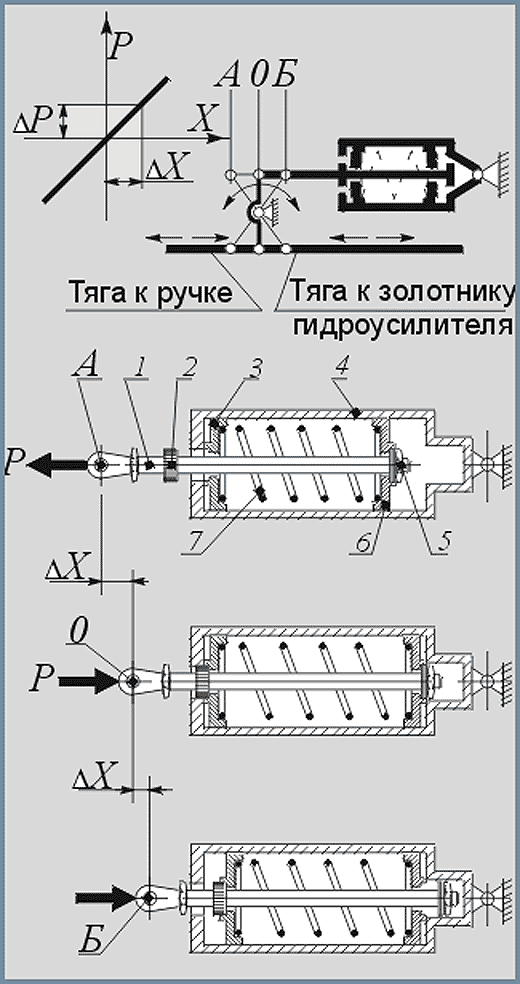 P
А 0 Б
ΔP
X
ΔX
Тяга к ручке
Тяга к золотнику
гидроусилителя
А 1 2 3 4
P
7 6 5
ΔX
0
P
ΔX
Б